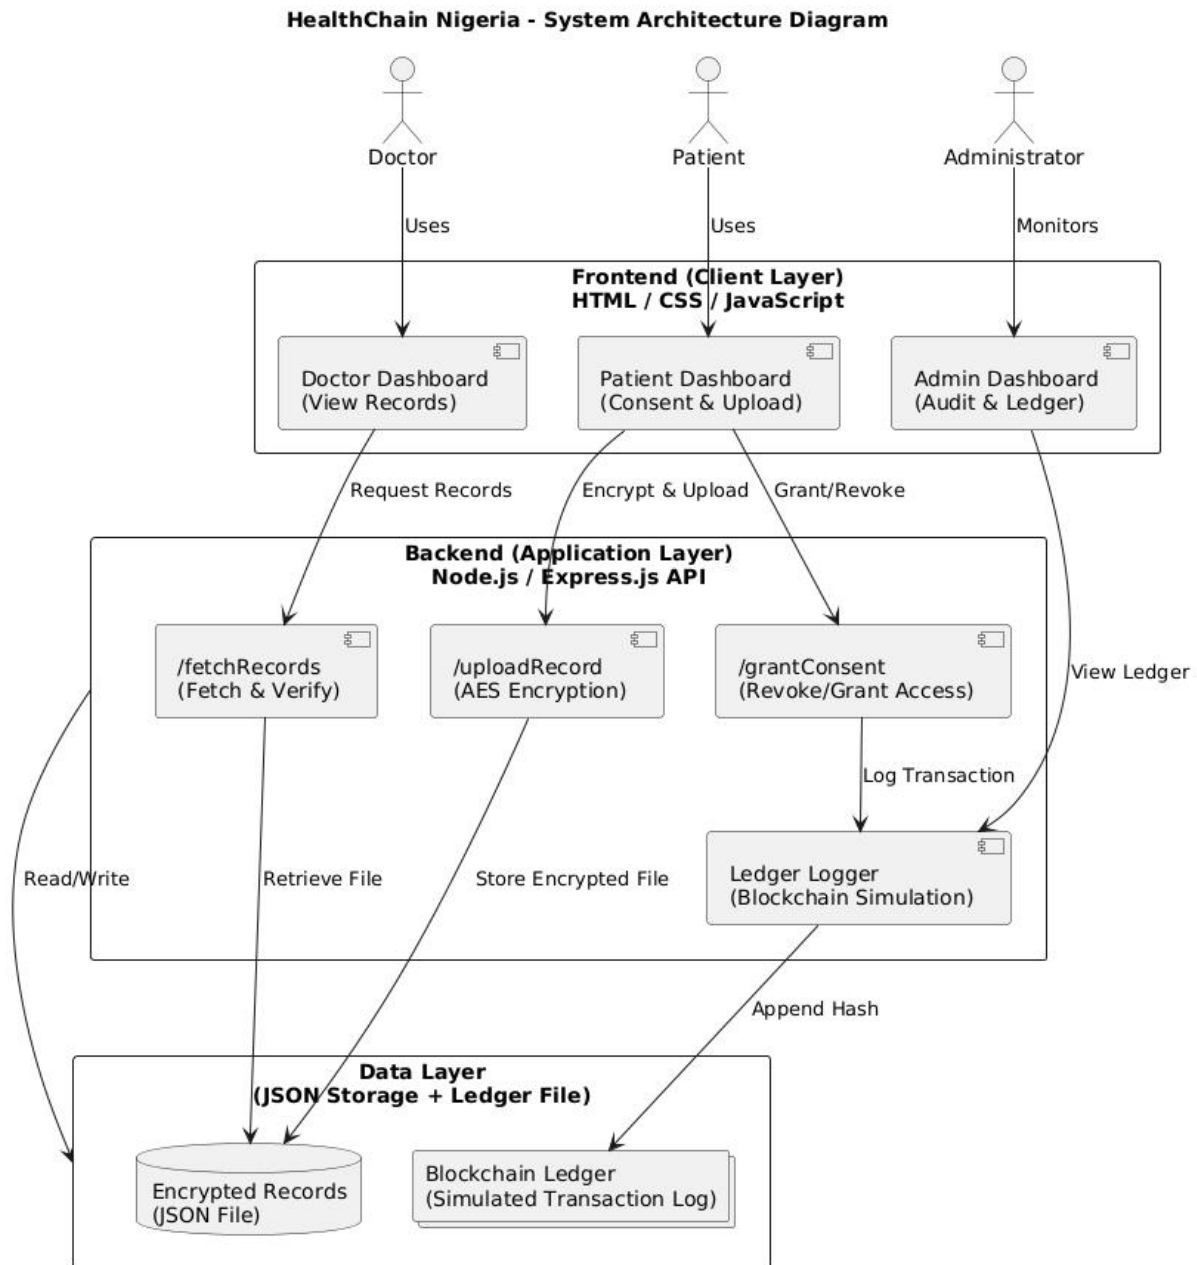 HealthChain Nigeria - System Architecture Diagram
Doctor
Patient
Administrator
Uses
Uses
Monitors
Frontend (Client Layer)
HTML / CSS / JavaScript
Doctor Dashboard
(View Records)
Patient Dashboard
(Consent & Upload)
Admin Dashboard
(Audit & Ledger)
Request Records
Encrypt & Upload
Grant/Revoke
Backend (Application Layer)
Node.js / Express.js API
/fetchRecords
(Fetch & Verify)
/uploadRecord
(AES Encryption)
/grantConsent
(Revoke/Grant Access)
View Ledger
Log Transaction
Read/Write
Retrieve File
Store Encrypted File
Ledger Logger
(Blockchain Simulation)
Append Hash
Data Layer
(JSON Storage + Ledger File)
Encrypted Records
(JSON File)
Blockchain Ledger
(Simulated Transaction Log)